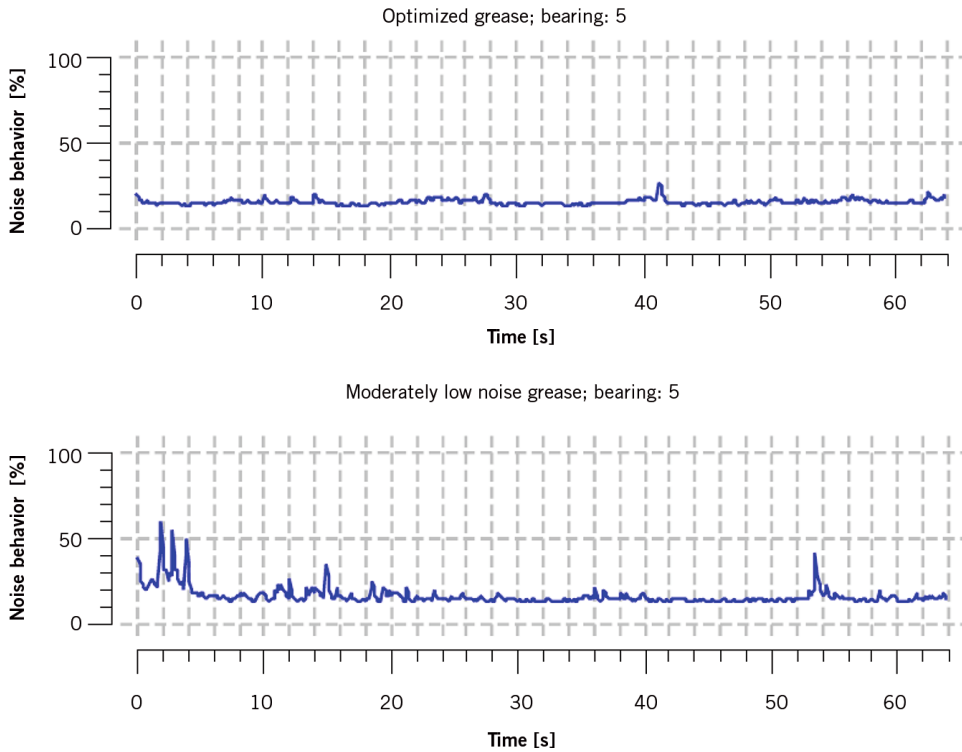 Optimized grease; bearing: 5
Noise behavior [%]
100
50
0
0 10 20 30 40 50 60
Time [s]
Moderately low noise grease; bearing: 5
Noise behavior [%]
100
50
0
0 10 20 30 40 50 60
Time [s]